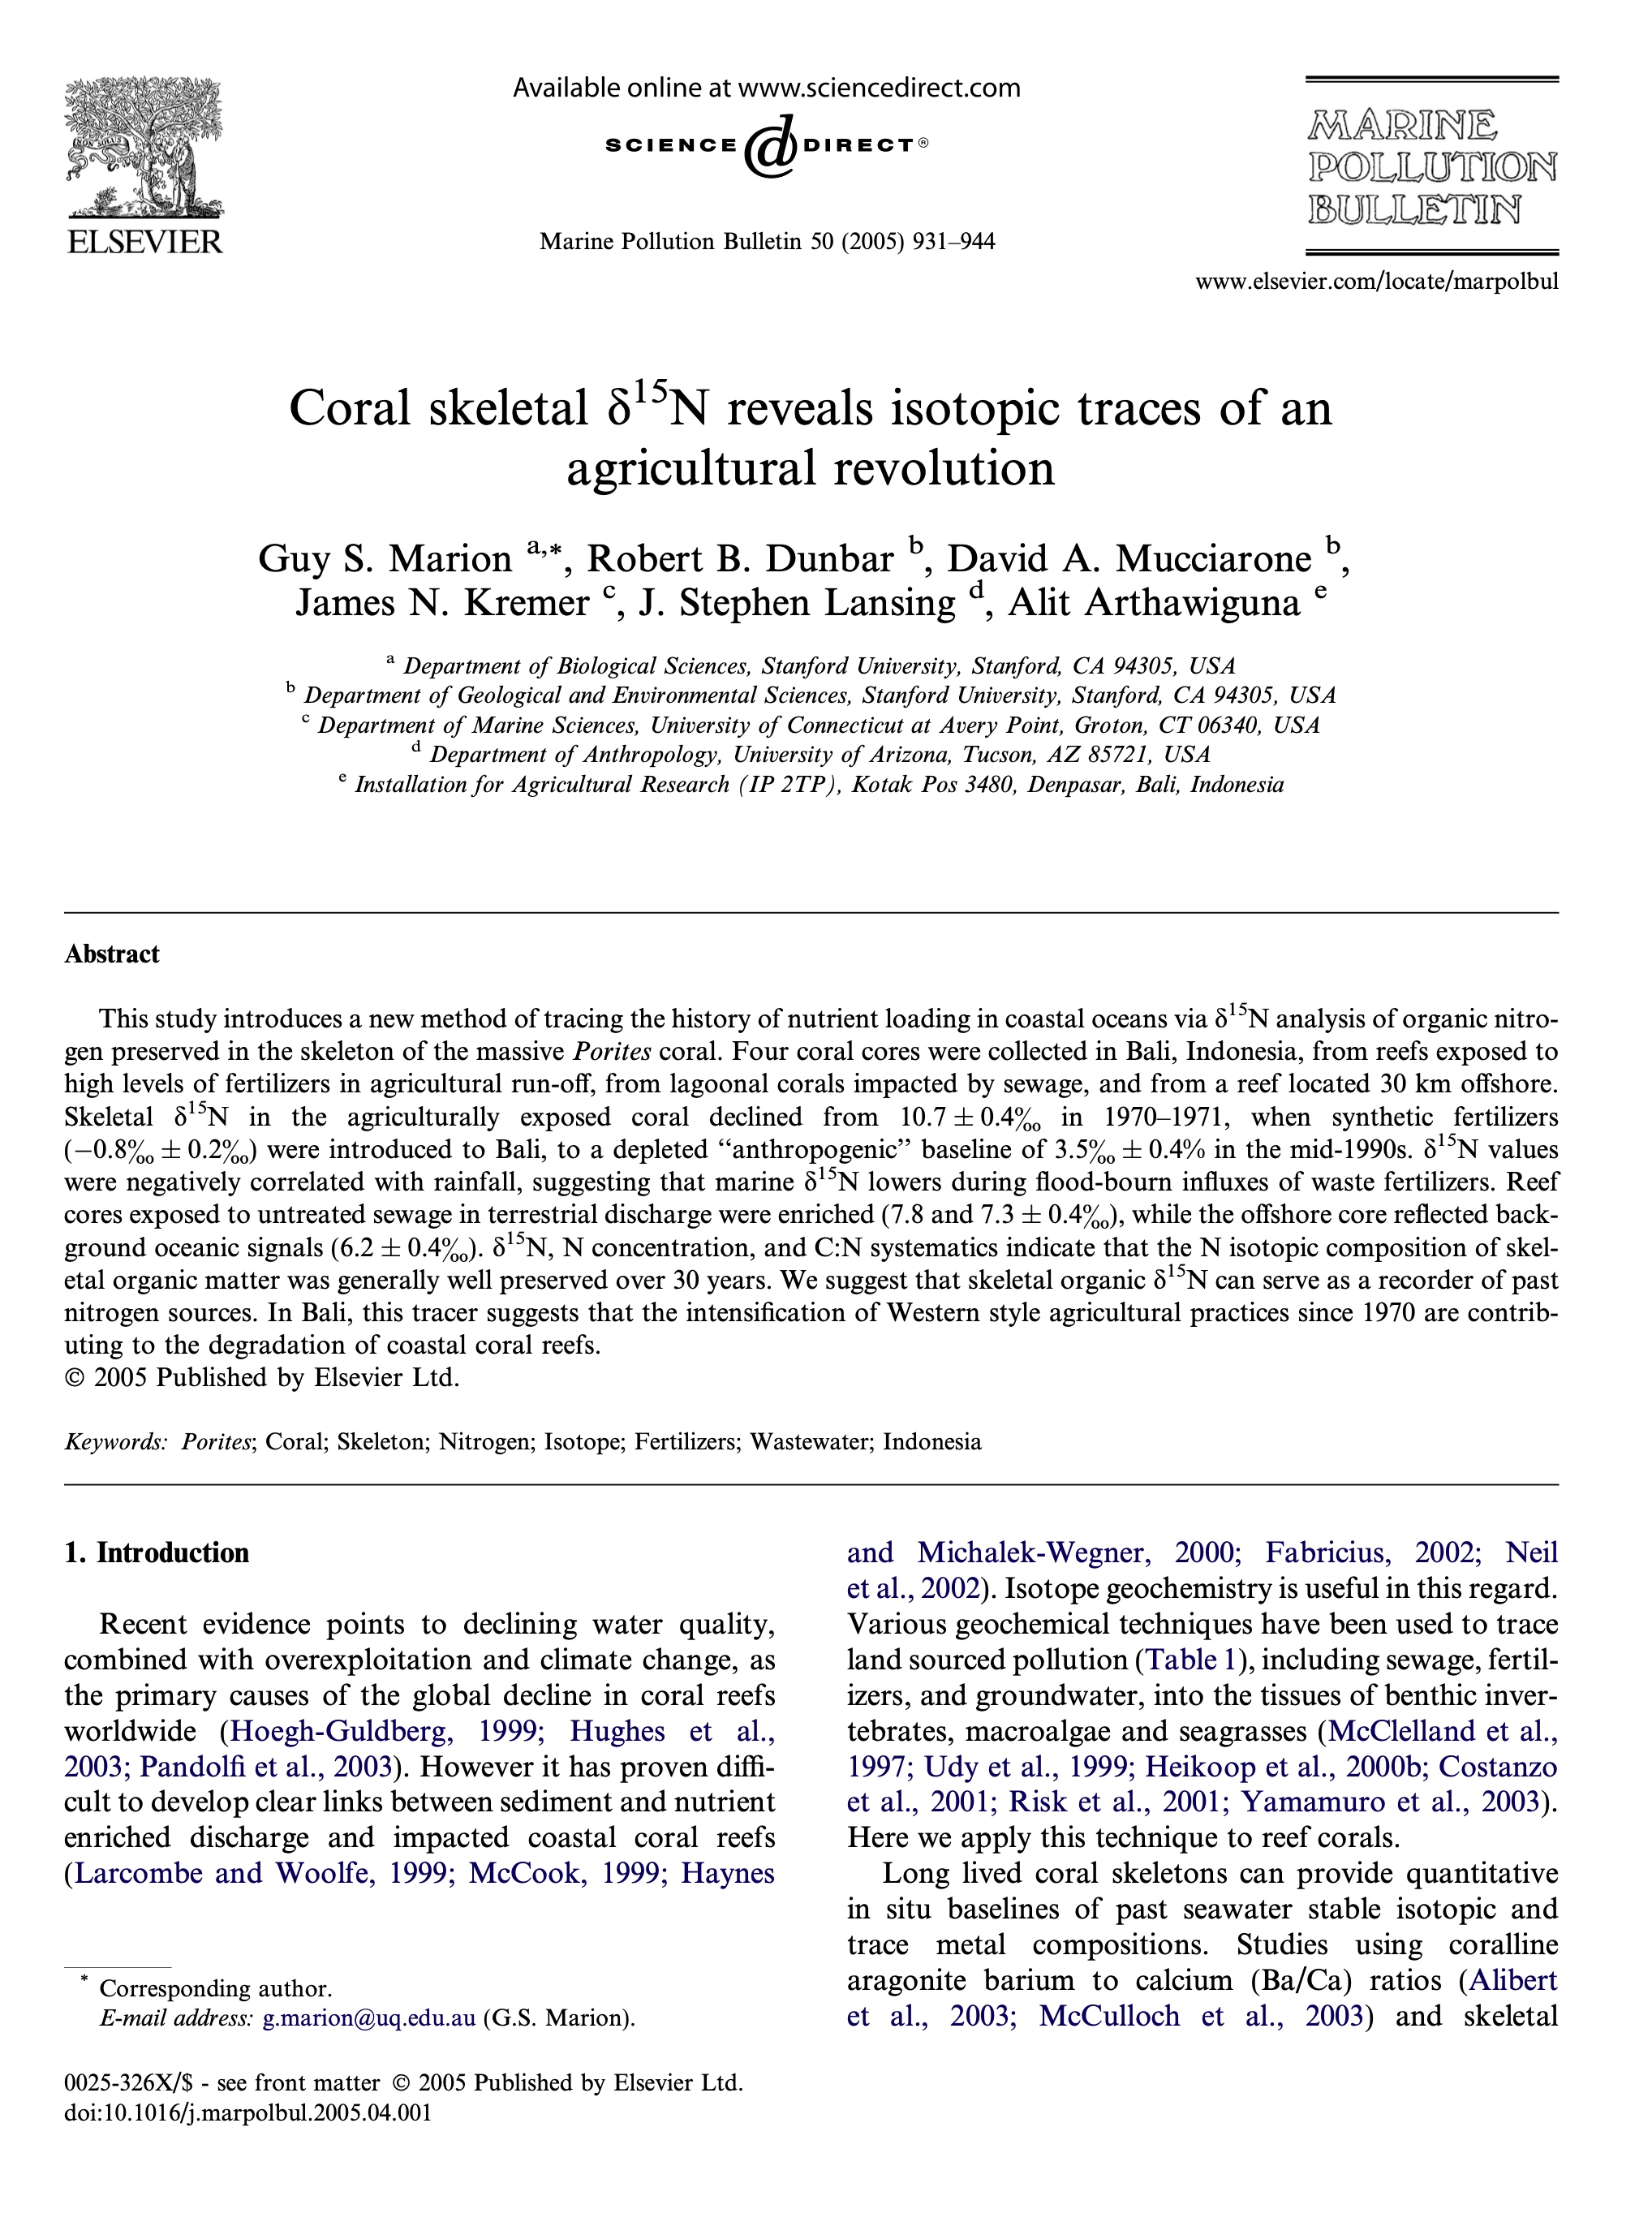 Available online at www.sciencedirect.com
SCIENCE d DIRECT®
NON SOLUS
ELSEVIER
Marine Pollution Bulletin 50 (2005) 931–944
MARINE
POLLUTION
BULLETIN
www.elsevier.com/locate/marpolbul
Coral skeletal δ15N reveals isotopic traces of an
agricultural revolution
Guy S. Marion a,*, Robert B. Dunbar b, David A. Mucciarone b,
James N. Kremer c, J. Stephen Lansing d, Alit Arthawiguna e
a Department of Biological Sciences, Stanford University, Stanford, CA 94305, USA
b Department of Geological and Environmental Sciences, Stanford University, Stanford, CA 94305, USA
c Department of Marine Sciences, University of Connecticut at Avery Point, Groton, CT 06340, USA
d Department of Anthropology, University of Arizona, Tucson, AZ 85721, USA
e Installation for Agricultural Research (IP 2TP), Kotak Pos 3480, Denpasar, Bali, Indonesia
Abstract
This study introduces a new method of tracing the history of nutrient loading in coastal oceans via δ15N analysis of organic nitro-
gen preserved in the skeleton of the massive Porites coral. Four coral cores were collected in Bali, Indonesia, from reefs exposed to
high levels of fertilizers in agricultural run-off, from lagoonal corals impacted by sewage, and from a reef located 30 km offshore.
Skeletal δ15N in the agriculturally exposed coral declined from 10.7 ± 0.4‰ in 1970–1971, when synthetic fertilizers
(−0.8‰ ± 0.2‰) were introduced to Bali, to a depleted “anthropogenic” baseline of 3.5‰ ± 0.4% in the mid-1990s. δ15N values
were negatively correlated with rainfall, suggesting that marine δ15N lowers during flood-bourn influxes of waste fertilizers. Reef
cores exposed to untreated sewage in terrestrial discharge were enriched (7.8 and 7.3 ± 0.4‰), while the offshore core reflected back-
ground oceanic signals (6.2 ± 0.4‰). δ15N, N concentration, and C:N systematics indicate that the N isotopic composition of skel-
etal organic matter was generally well preserved over 30 years. We suggest that skeletal organic δ15N can serve as a recorder of past
nitrogen sources. In Bali, this tracer suggests that the intensification of Western style agricultural practices since 1970 are contrib-
uting to the degradation of coastal coral reefs.
© 2005 Published by Elsevier Ltd.
Keywords: Porites; Coral; Skeleton; Nitrogen; Isotope; Fertilizers; Wastewater; Indonesia
1. Introduction
Recent evidence points to declining water quality,
combined with overexploitation and climate change, as
the primary causes of the global decline in coral reefs
worldwide (Hoegh-Guldberg, 1999; Hughes et al.,
2003; Pandolfi et al., 2003). However it has proven diffi-
cult to develop clear links between sediment and nutrient
enriched discharge and impacted coastal coral reefs
(Larcombe and Woolfe, 1999; McCook, 1999; Haynes
and Michalek-Wegner, 2000; Fabricius, 2002; Neil
et al., 2002). Isotope geochemistry is useful in this regard.
Various geochemical techniques have been used to trace
land sourced pollution (Table 1), including sewage, fertil-
izers, and groundwater, into the tissues of benthic inver-
tebrates, macroalgae and seagrasses (McClelland et al.,
1997; Udy et al., 1999; Heikoop et al., 2000b; Costanzo
et al., 2001; Risk et al., 2001; Yamamuro et al., 2003).
Here we apply this technique to reef corals.
Long lived coral skeletons can provide quantitative
in situ baselines of past seawater stable isotopic and
trace metal compositions. Studies using coralline
aragonite barium to calcium (Ba/Ca) ratios (Alibert
et al., 2003; McCulloch et al., 2003) and skeletal
* Corresponding author.
E-mail address: g.marion@uq.edu.au (G.S. Marion).
0025-326X/$ - see front matter © 2005 Published by Elsevier Ltd.
doi:10.1016/j.marpolbul.2005.04.001